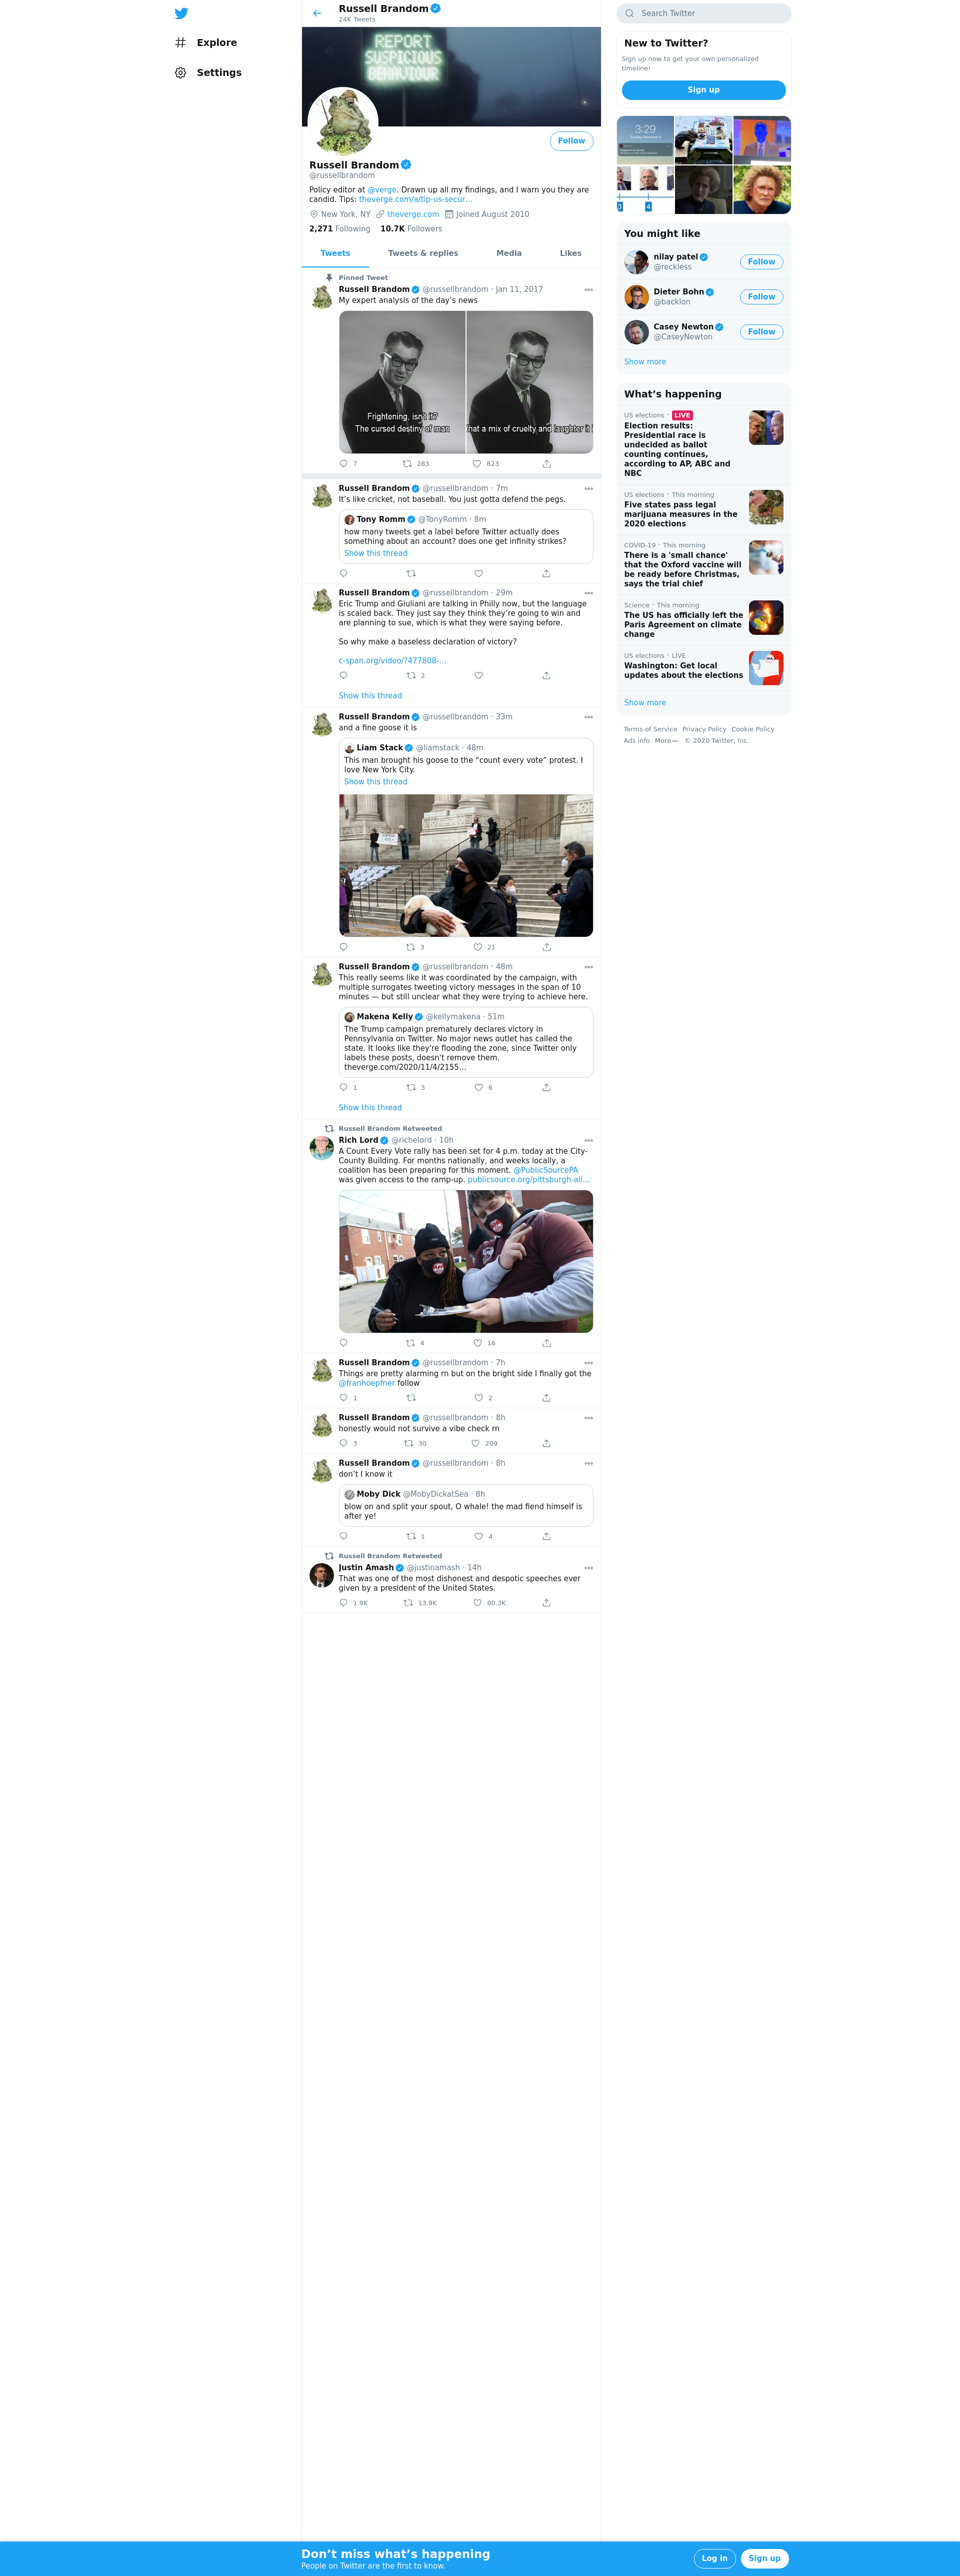 Explore
Settings
Russell Brandom
24K Tweets
REPORT
SUSPICIOUS
BEHAVIOUR
Follow
Russell Brandom
@russellbrandom
Policy editor at @verge. Drawn up all my findings, and I warn you they are
candid. Tips: theverge.com/a/tip-us-secur…
New York, NY theverge.com Joined August 2010
2,271 Following 10.7K Followers
Tweets Tweets & replies Media Likes
Pinned Tweet
Russell Brandom @russellbrandom · Jan 11, 2017
My expert analysis of the day’s news
Frightening, isn't it?
The cursed destiny of man
hat a mix of cruelty and laughter it i
7 283 823
Russell Brandom @russellbrandom · 7m
It’s like cricket, not baseball. You just gotta defend the pegs.
Tony Romm @TonyRomm · 8m
how many tweets get a label before Twitter actually does
something about an account? does one get infinity strikes?
Show this thread
Russell Brandom @russellbrandom · 29m
Eric Trump and Giuliani are talking in Philly now, but the language
is scaled back. They just say they think they’re going to win and
are planning to sue, which is what they were saying before.
So why make a baseless declaration of victory?
c-span.org/video/?477808-…
2
Show this thread
Russell Brandom @russellbrandom · 33m
and a fine goose it is
Liam Stack @liamstack · 48m
This man brought his goose to the “count every vote” protest. I
love New York City.
Show this thread
3 21
Russell Brandom @russellbrandom · 48m
This really seems like it was coordinated by the campaign, with
multiple surrogates tweeting victory messages in the span of 10
minutes — but still unclear what they were trying to achieve here.
Makena Kelly @kellymakena · 51m
The Trump campaign prematurely declares victory in
Pennsylvania on Twitter. No major news outlet has called the
state. It looks like they're flooding the zone, since Twitter only
labels these posts, doesn't remove them.
theverge.com/2020/11/4/2155…
1 3 6
Show this thread
Russell Brandom Retweeted
Rich Lord @richelord · 10h
A Count Every Vote rally has been set for 4 p.m. today at the City-
County Building. For months nationally, and weeks locally, a
coalition has been preparing for this moment. @PublicSourcePA
was given access to the ramp-up. publicsource.org/pittsburgh-all…
4 16
Russell Brandom @russellbrandom · 7h
Things are pretty alarming rn but on the bright side I finally got the
@franhoepfner follow
1 2
Russell Brandom @russellbrandom · 8h
honestly would not survive a vibe check rn
3 30 209
Russell Brandom @russellbrandom · 8h
don’t I know it
Moby Dick @MobyDickatSea · 8h
blow on and split your spout, O whale! the mad fiend himself is
after ye!
1 4
Russell Brandom Retweeted
Justin Amash @justinamash · 14h
That was one of the most dishonest and despotic speeches ever
given by a president of the United States.
1.9K 13.9K 80.3K
Search Twitter
New to Twitter?
Sign up now to get your own personalized
timeline!
Sign up
3:29
4
You might like
nilay patel
@reckless
Follow
Dieter Bohn
@backlon
Follow
Casey Newton
@CaseyNewton
Follow
Show more
What’s happening
US elections · LIVE
Election results:
Presidential race is
undecided as ballot
counting continues,
according to AP, ABC and
NBC
US elections · This morning
Five states pass legal
marijuana measures in the
2020 elections
COVID-19 · This morning
There is a 'small chance'
that the Oxford vaccine will
be ready before Christmas,
says the trial chief
Science · This morning
The US has officially left the
Paris Agreement on climate
change
US elections · LIVE
Washington: Get local
updates about the elections
Show more
Terms of Service Privacy Policy Cookie Policy
Ads info More © 2020 Twitter, Inc.
Don’t miss what’s happening
People on Twitter are the first to know.
Log in Sign up